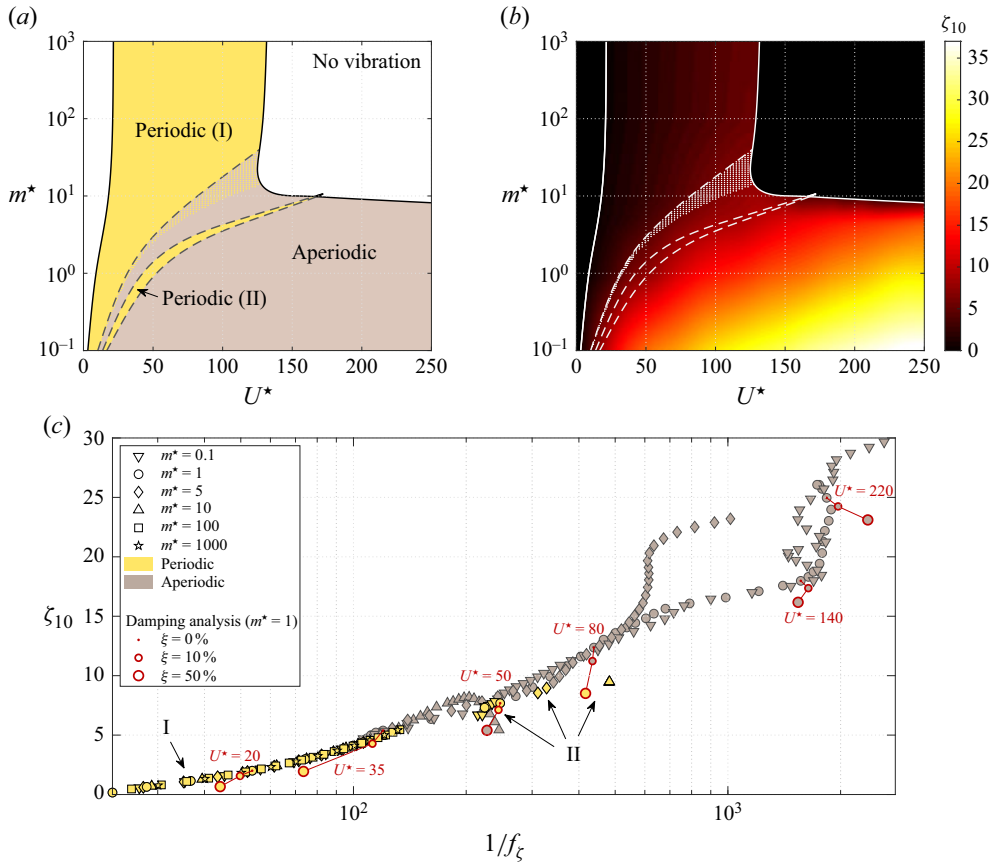 (a)
10³
10²
m★
10¹
10⁰
10⁻¹
0
50
100
150
200
250
U★
No vibration
Periodic (I)
Aperiodic
Periodic (II)
(b)
10³
10²
m★
10¹
10⁰
10⁻¹
0
50
100
150
200
250
U★
ζ₁₀
35
30
25
20
15
10
5
0
(c)
30
25
20
15
ζ₁₀
10
5
0
m★ = 0.1
m★ = 1
m★ = 5
m★ = 10
m★ = 100
m★ = 1000
Periodic
Aperiodic
Damping analysis (m★ = 1)
ξ = 0 %
ξ = 10 %
ξ = 50 %
U★ = 220
U★ = 140
U★ = 80
U★ = 50
I
U★ = 20
U★ = 35
II
10²
10³
1/fζ